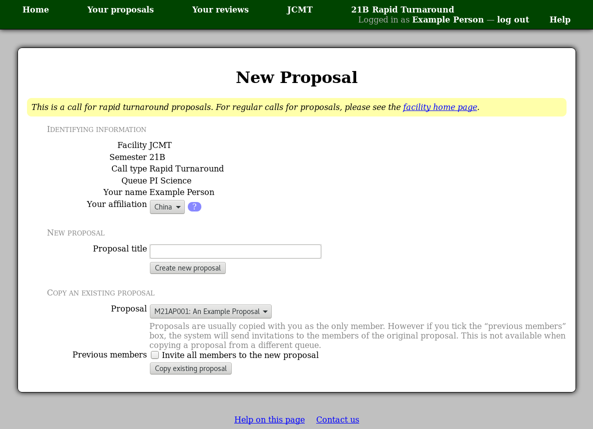 Home Your proposals Your reviews JCMT 21B Rapid Turnaround
Logged in as Example Person — log out Help
New Proposal
This is a call for rapid turnaround proposals. For regular calls for proposals, please see the facility home page.
Identifying information
Facility JCMT
Semester 21B
Call type Rapid Turnaround
Queue PI Science
Your name Example Person
Your affiliation China ?
New proposal
Proposal title
Create new proposal
Copy an existing proposal
Proposal M21AP001: An Example Proposal
Proposals are usually copied with you as the only member. However if you tick the “previous members”
box, the system will send invitations to the members of the original proposal. This is not available when
copying a proposal from a different queue.
Previous members Invite all members to the new proposal
Copy existing proposal
Help on this page Contact us